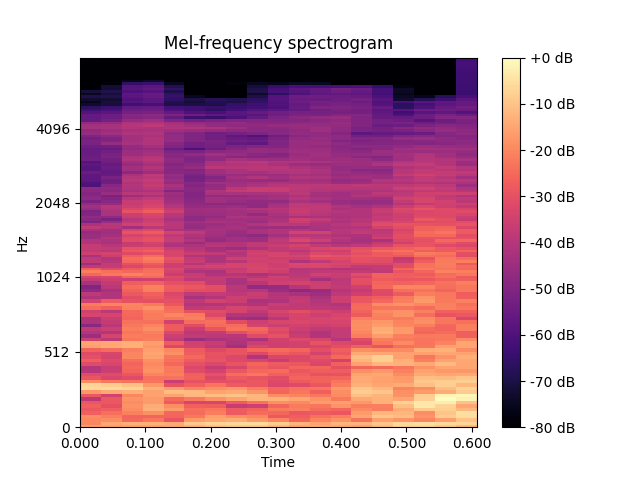 Mel-frequency spectrogram
+0 dB
-10 dB
-20 dB
-30 dB
-40 dB
-50 dB
-60 dB
-70 dB
-80 dB
Hz
4096
2048
1024
512
0
0.000 0.100 0.200 0.300 0.400 0.500 0.600
Time